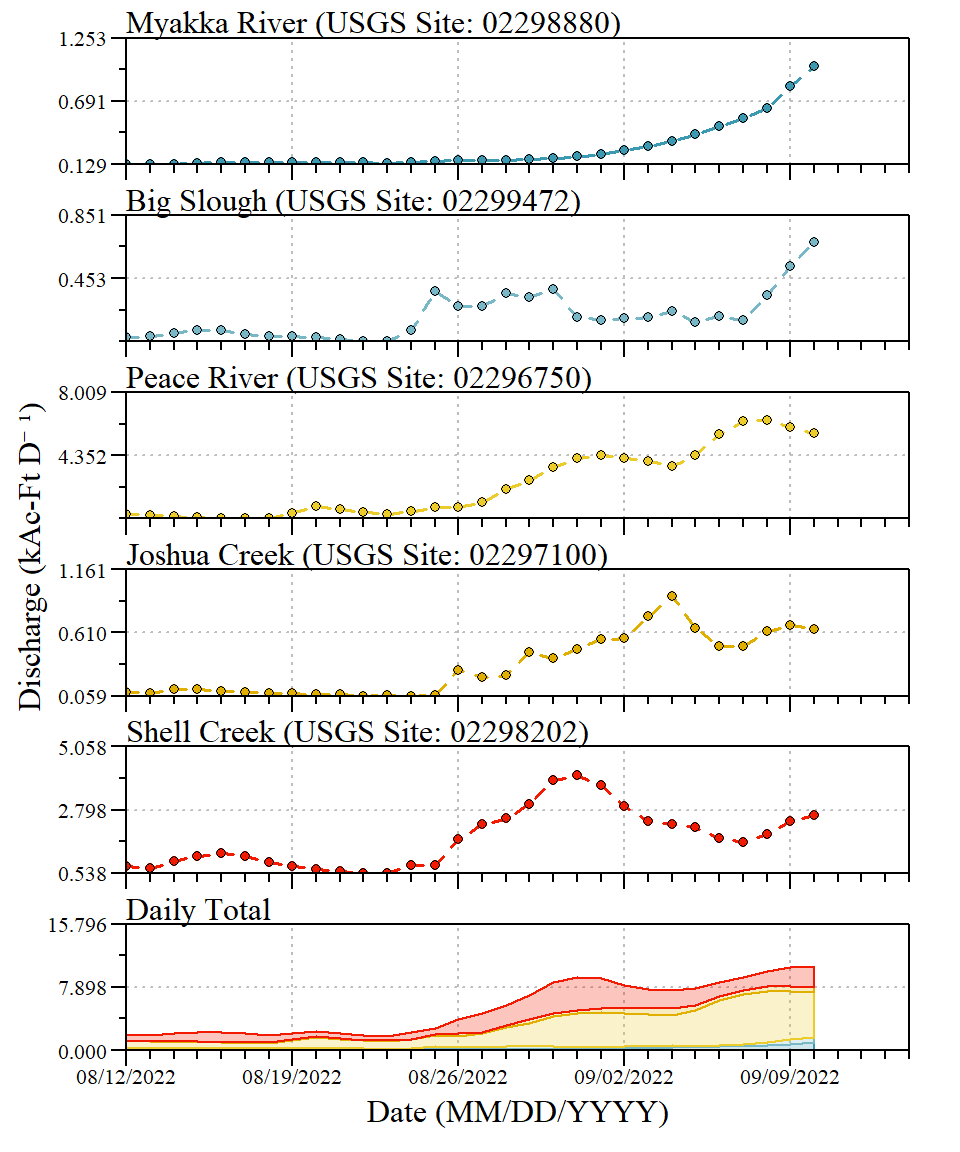 Myakka River (USGS Site: 02298880)
1.253
0.691
0.129
Big Slough (USGS Site: 02299472)
0.851
0.453
Peace River (USGS Site: 02296750)
8.009
4.352
Joshua Creek (USGS Site: 02297100)
1.161
0.610
0.059
Shell Creek (USGS Site: 02298202)
5.058
2.798
0.538
Daily Total
15.796
7.898
0.000
08/12/2022 08/19/2022 08/26/2022 09/02/2022 09/09/2022
Date (MM/DD/YYYY)
Discharge (kAc-Ft D⁻¹)